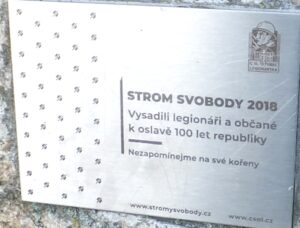 STROM SVOBODY 2018
Vysadili legionáři a občané
k oslavě 100 let republiky
Nezapomínejme na své kořeny
www.stromysvobody.cz
www.csol.cz